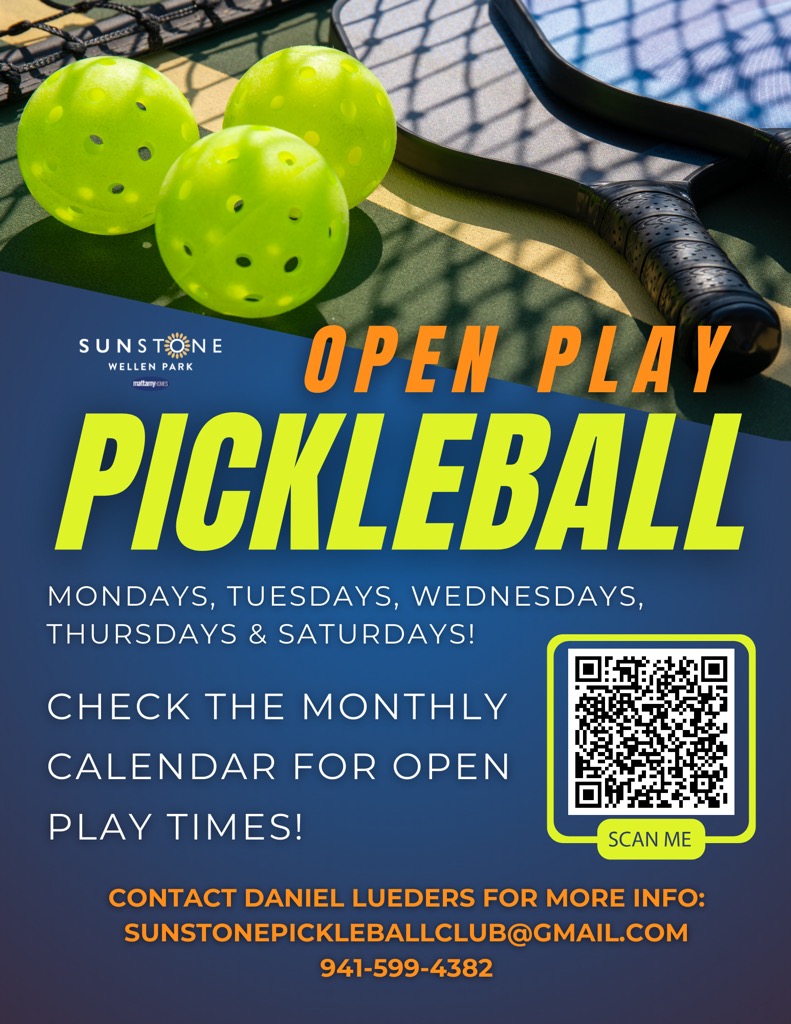 SUNSTONE
WELLEN PARK
mattamyHOMES
OPEN PLAY
PICKLEBALL
MONDAYS, TUESDAYS, WEDNESDAYS,
THURSDAYS & SATURDAYS!
CHECK THE MONTHLY
CALENDAR FOR OPEN
PLAY TIMES!
SCAN ME
CONTACT DANIEL LUEDERS FOR MORE INFO:
SUNSTONEPICKLEBALLCLUB@GMAIL.COM
941-599-4382